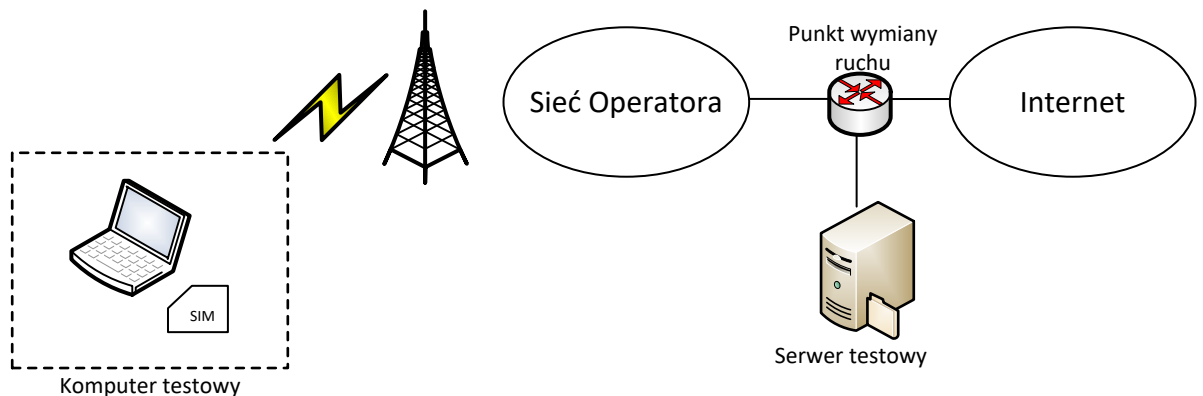 Punkt wymiany
ruchu
Sieć Operatora
Internet
SIM
Serwer testowy
Komputer testowy